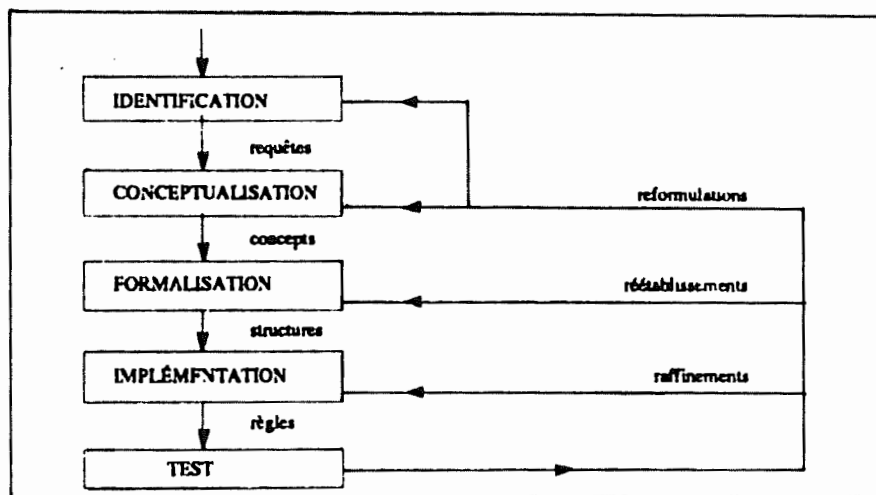 IDENTIFICATION
requêtes
CONCEPTUALISATION
reformulations
concepts
FORMALISATION
réétablissements
structures
IMPLÉMENTATION
raffinements
règles
TEST